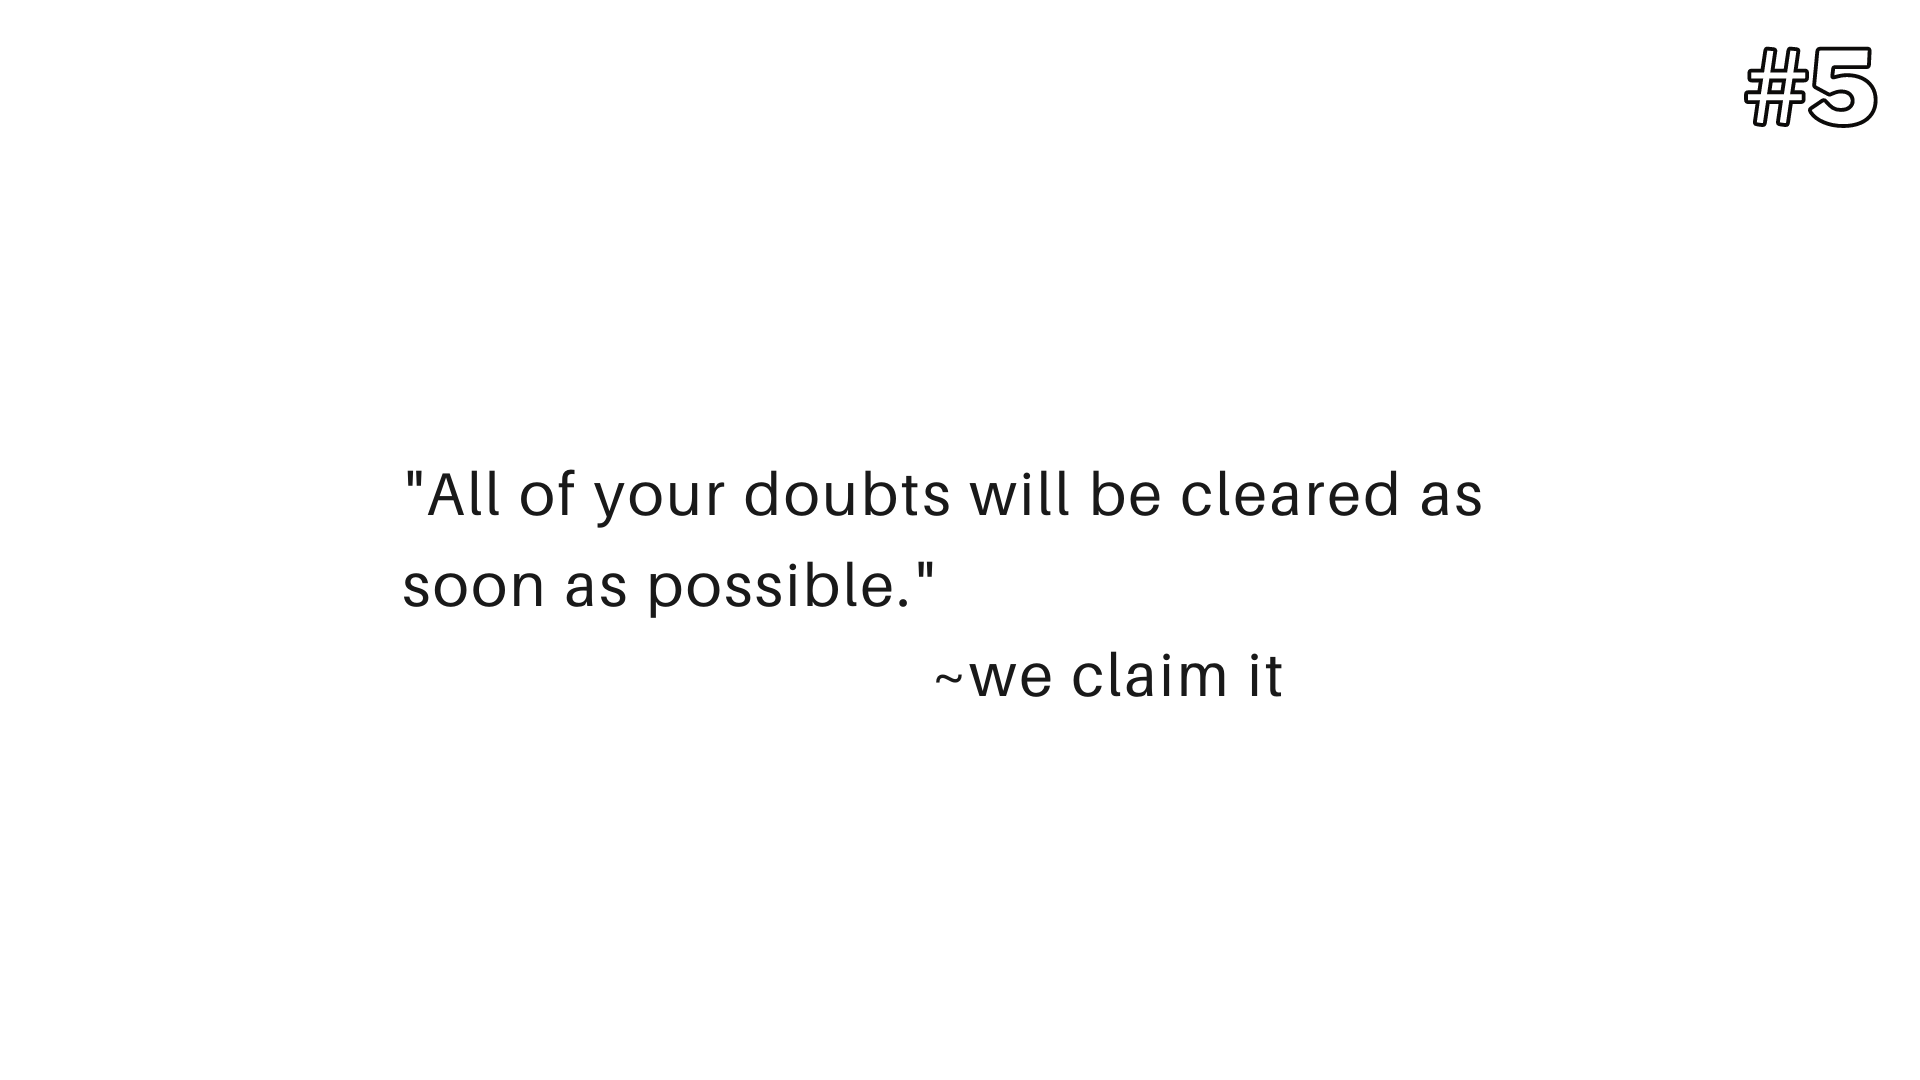 #5
"All of your doubts will be cleared as
soon as possible."
~we claim it